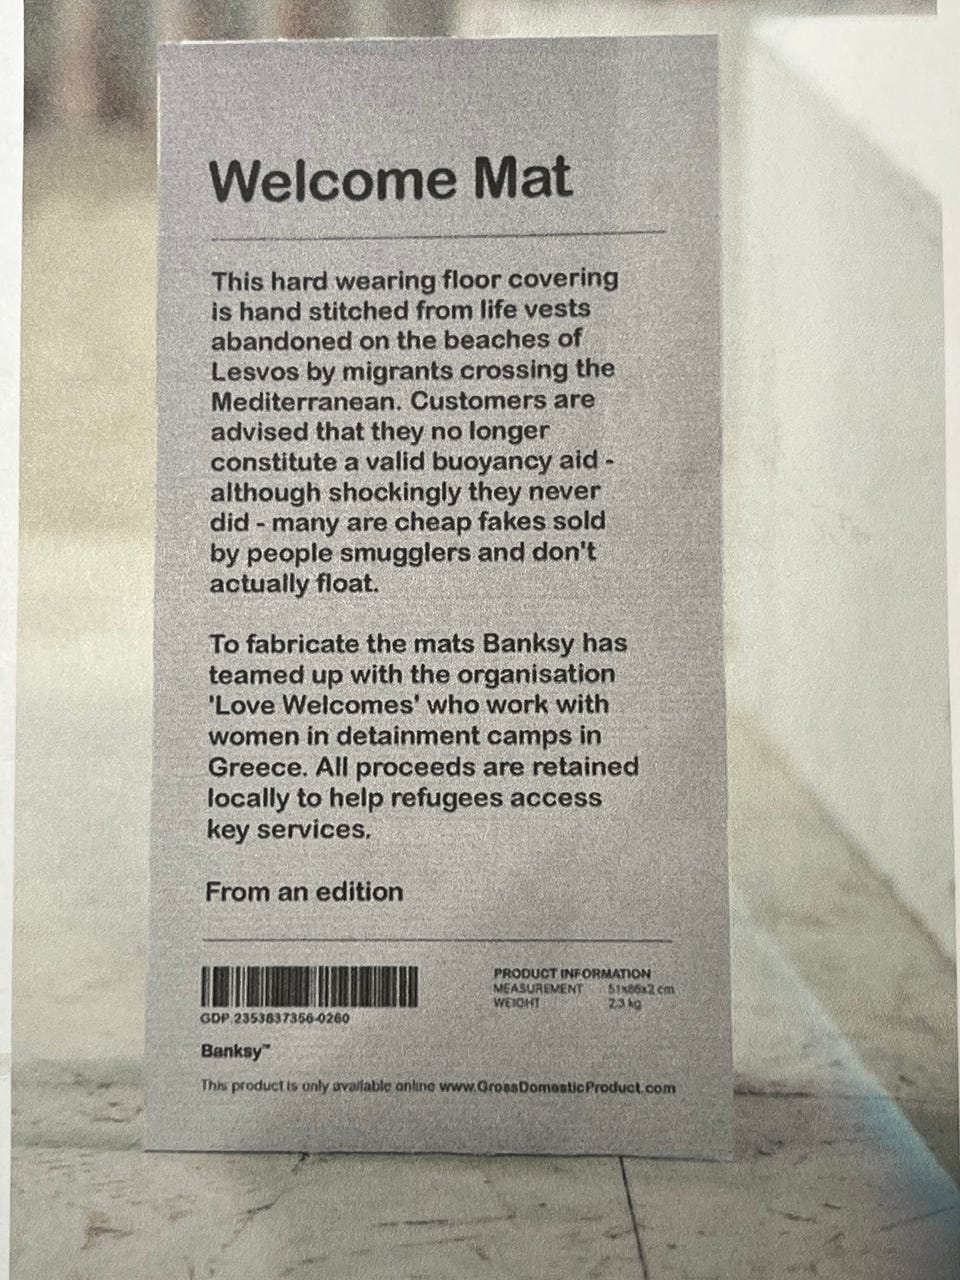 Welcome Mat
This hard wearing floor covering
is hand stitched from life vests
abandoned on the beaches of
Lesvos by migrants crossing the
Mediterranean. Customers are
advised that they no longer
constitute a valid buoyancy aid -
although shockingly they never
did - many are cheap fakes sold
by people smugglers and don't
actually float.
To fabricate the mats Banksy has
teamed up with the organisation
'Love Welcomes' who work with
women in detainment camps in
Greece. All proceeds are retained
locally to help refugees access
key services.
From an edition
GDP.2353637356-0260
Banksy™
PRODUCT INFORMATION
MEASUREMENT cm
WEIGHT 2.3 kg
This product is only available online www.GrossDomesticProduct.com